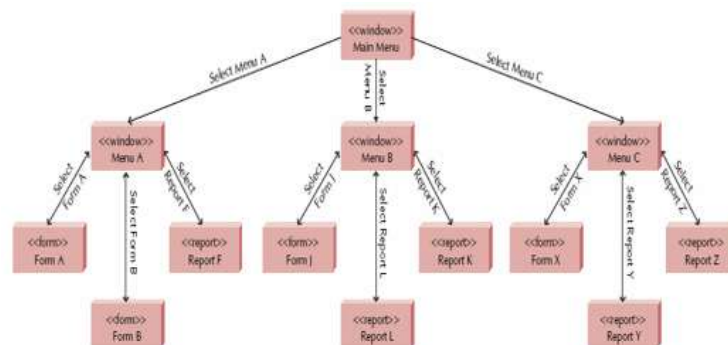 <<window>>
Main Menu
Select Menu A
Select
Menu B
Select Menu C
<<window>>
Menu A
<<window>>
Menu B
<<window>>
Menu C
Select
Form A
Select Form B
Select
Report F
Select
Form J
Select Report L
Select
Report K
Select
Form X
Select Report Y
Select
Report Z
<<form>>
Form A
<<report>>
Report F
<<form>>
Form J
<<report>>
Report K
<<form>>
Form X
<<report>>
Report Z
<<form>>
Form B
<<report>>
Report L
<<report>>
Report Y